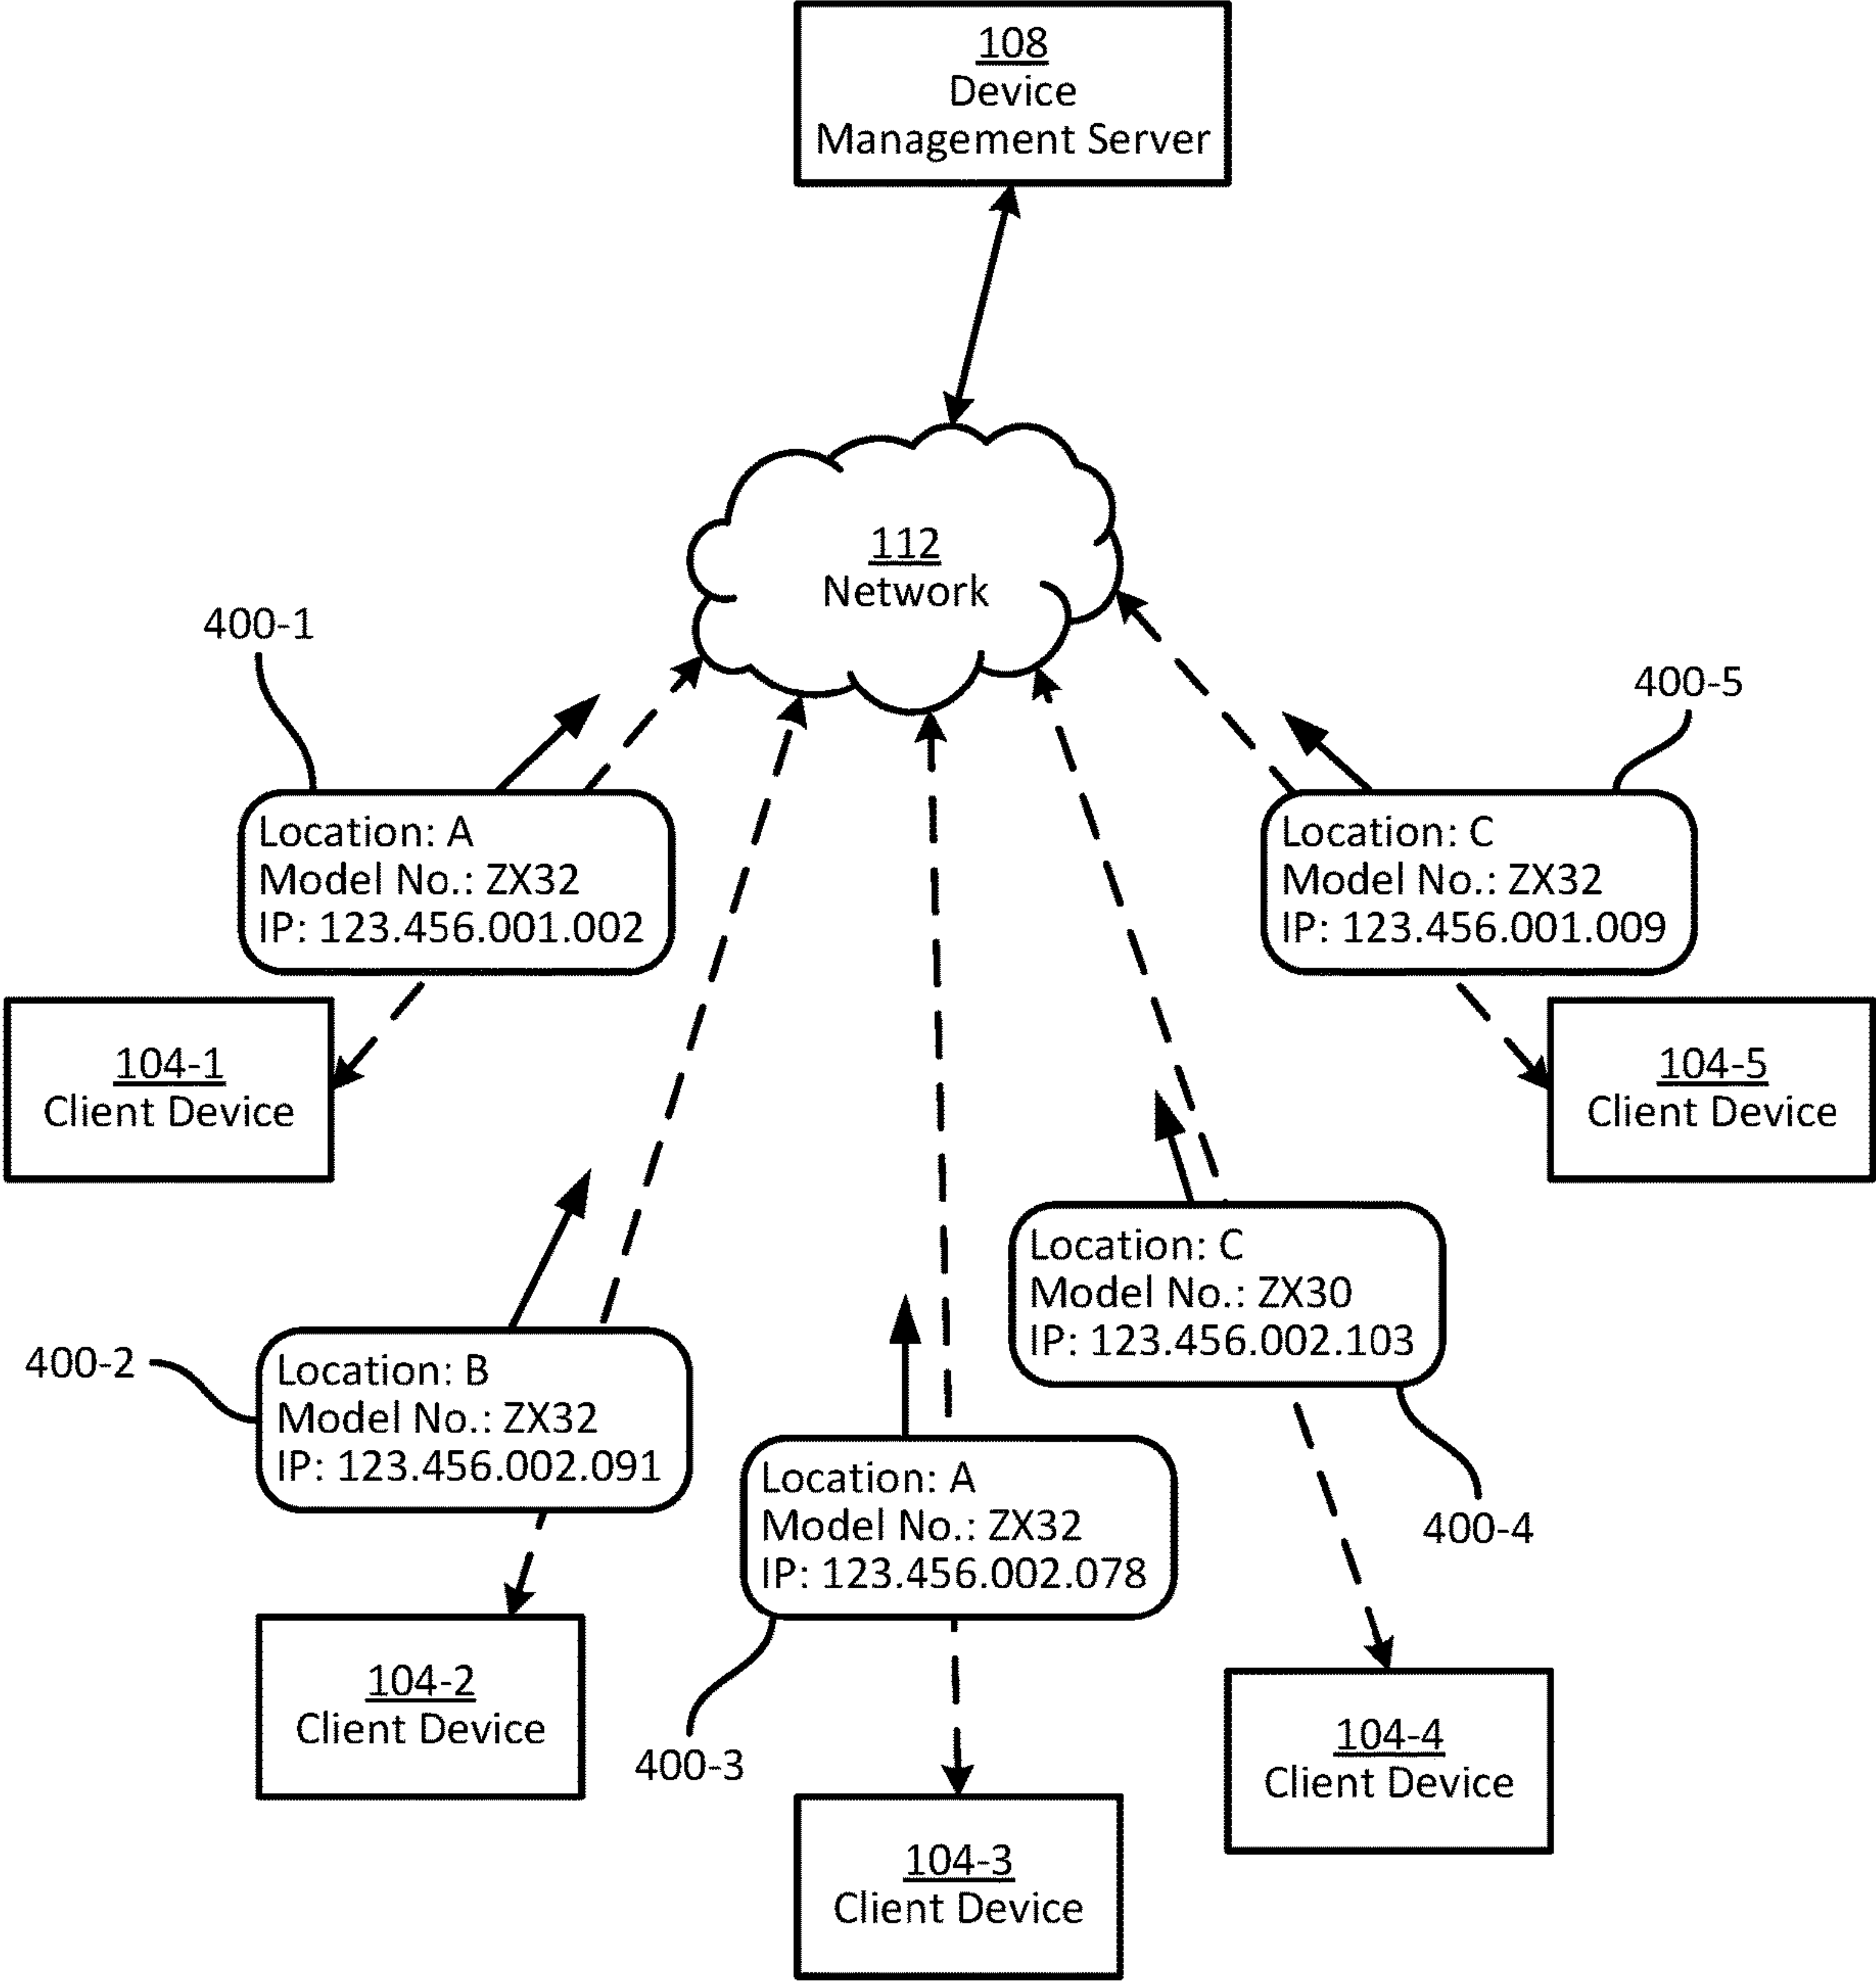 108
Device
Management Server
112
Network
400-1
400-5
Location: A
Model No.: ZX32
IP: 123.456.001.002
Location: C
Model No.: ZX32
IP: 123.456.001.009
104-1
Client Device
104-5
Client Device
Location: C
Model No.: ZX30
IP: 123.456.002.103
400-2
Location: B
Model No.: ZX32
IP: 123.456.002.091
Location: A
Model No.: ZX32
IP: 123.456.002.078
400-4
104-2
Client Device
400-3
104-4
Client Device
104-3
Client Device